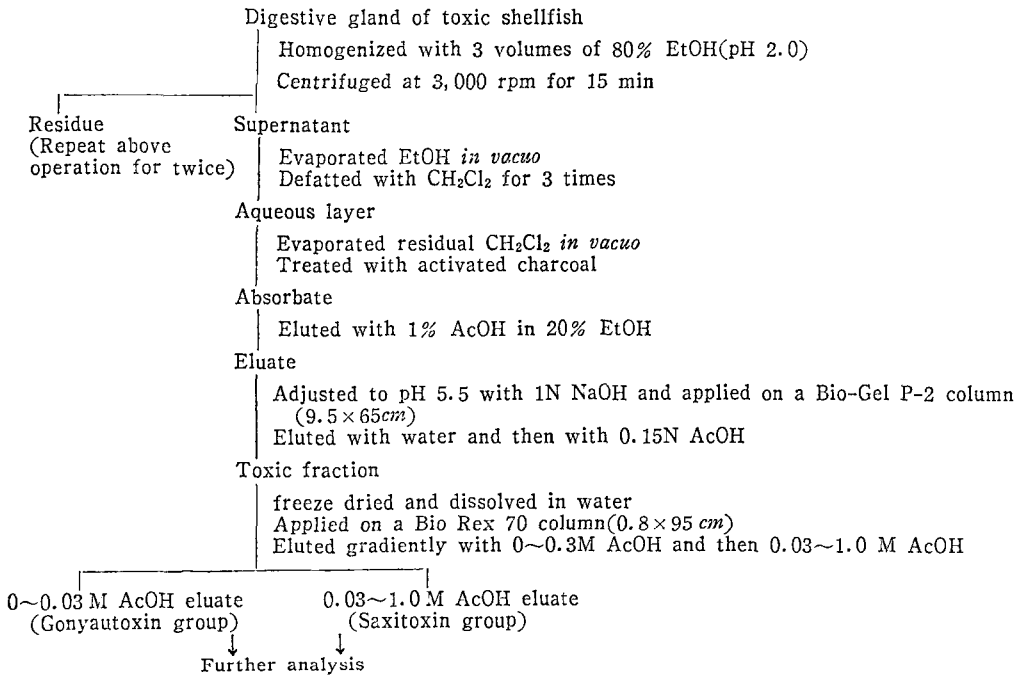 Digestive gland of toxic shellfish
Homogenized with 3 volumes of 80% EtOH(pH 2.0)
Centrifuged at 3,000 rpm for 15 min
Residue
(Repeat above
operation for twice)
Supernatant
Evaporated EtOH in vacuo
Defatted with CH₂Cl₂ for 3 times
Aqueous layer
Evaporated residual CH₂Cl₂ in vacuo
Treated with activated charcoal
Absorbate
Eluted with 1% AcOH in 20% EtOH
Eluate
Adjusted to pH 5.5 with 1N NaOH and applied on a Bio-Gel P-2 column
(9.5×65cm)
Eluted with water and then with 0.15N AcOH
Toxic fraction
freeze dried and dissolved in water
Applied on a Bio Rex 70 column(0.8×95 cm)
Eluted gradiently with 0~0.3M AcOH and then 0.03~1.0 M AcOH
0~0.03 M AcOH eluate
(Gonyautoxin group)
0.03~1.0 M AcOH eluate
(Saxitoxin group)
Further analysis